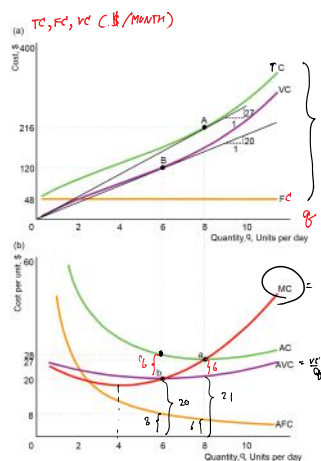 TC, FC, VC ($/MONTH)
(a)
Cost, $
400
TC
VC
A
27
1
216
20
1
B
120
48
FC
q
0 2 4 6 8 10
Quantity, q, Units per day
(b)
Cost per unit, $
60
MC =
a
AC
28
27
6
6
AVC = VC/q
b
20
20
21
8
8
6
AFC
0 2 4 6 8 10
Quantity, q, Units per day